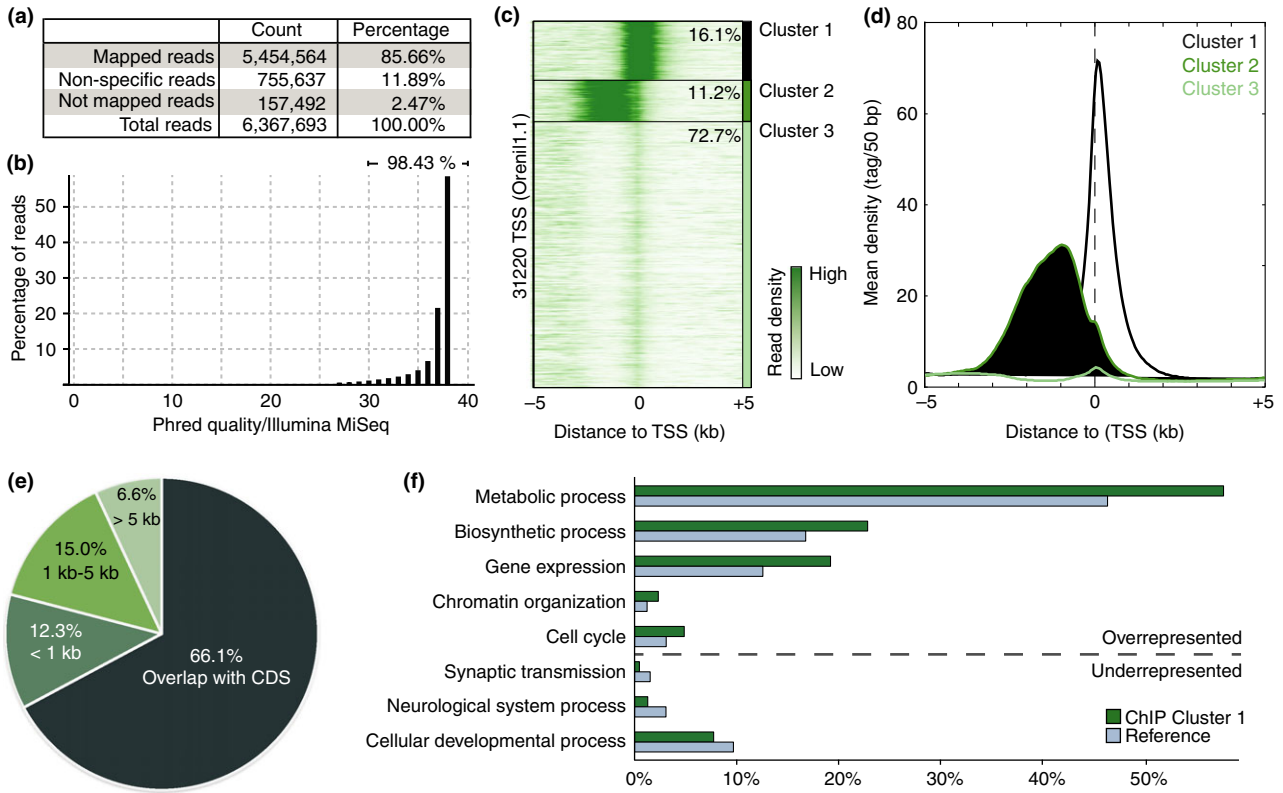 (a)
Count Percentage
Mapped reads 5,454,564 85.66%
Non-specific reads 755,637 11.89%
Not mapped reads 157,492 2.47%
Total reads 6,367,693 100.00%
(b)
98.43 %
Percentage of reads
50
40
30
20
10
0 10 20 30 40
Phred quality/Illumina MiSeq
(c)
31220 TSS (Orenil1.1)
16.1% Cluster 1
11.2% Cluster 2
72.7% Cluster 3
Read density
High
Low
–5 0 +5
Distance to TSS (kb)
(d)
Mean density (tag/50 bp)
80
60
40
20
0
Cluster 1
Cluster 2
Cluster 3
-5 0 +5
Distance to (TSS (kb)
(e)
6.6%
> 5 kb
15.0%
1 kb-5 kb
12.3%
< 1 kb
66.1%
Overlap with CDS
(f)
Metabolic process
Biosynthetic process
Gene expression
Chromatin organization
Cell cycle
Overrepresented
Underrepresented
Synaptic transmission
Neurological system process
Cellular developmental process
ChIP Cluster 1
Reference
0% 10% 20% 30% 40% 50%